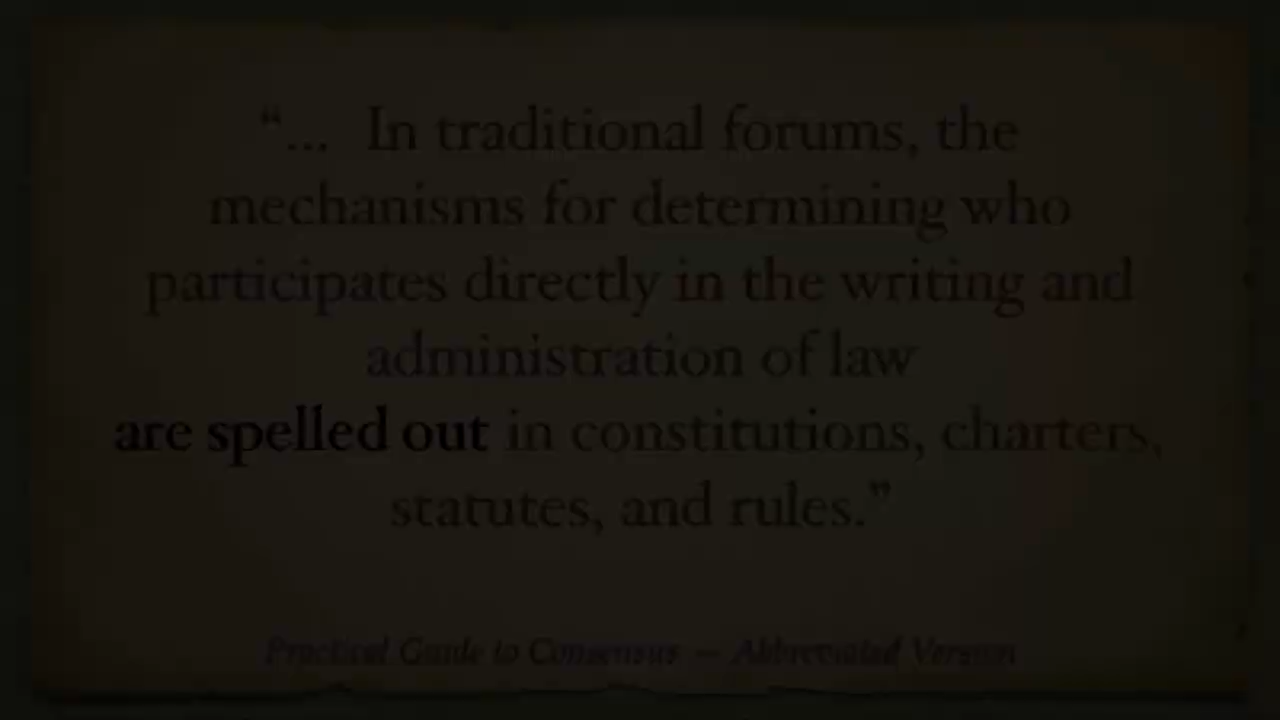 “... In traditional forums, the
mechanisms for determining who
participates directly in the writing and
administration of law
are spelled out in constitutions, charters,
statutes, and rules.”
Practical Guide to Consensus — Abbreviated Version